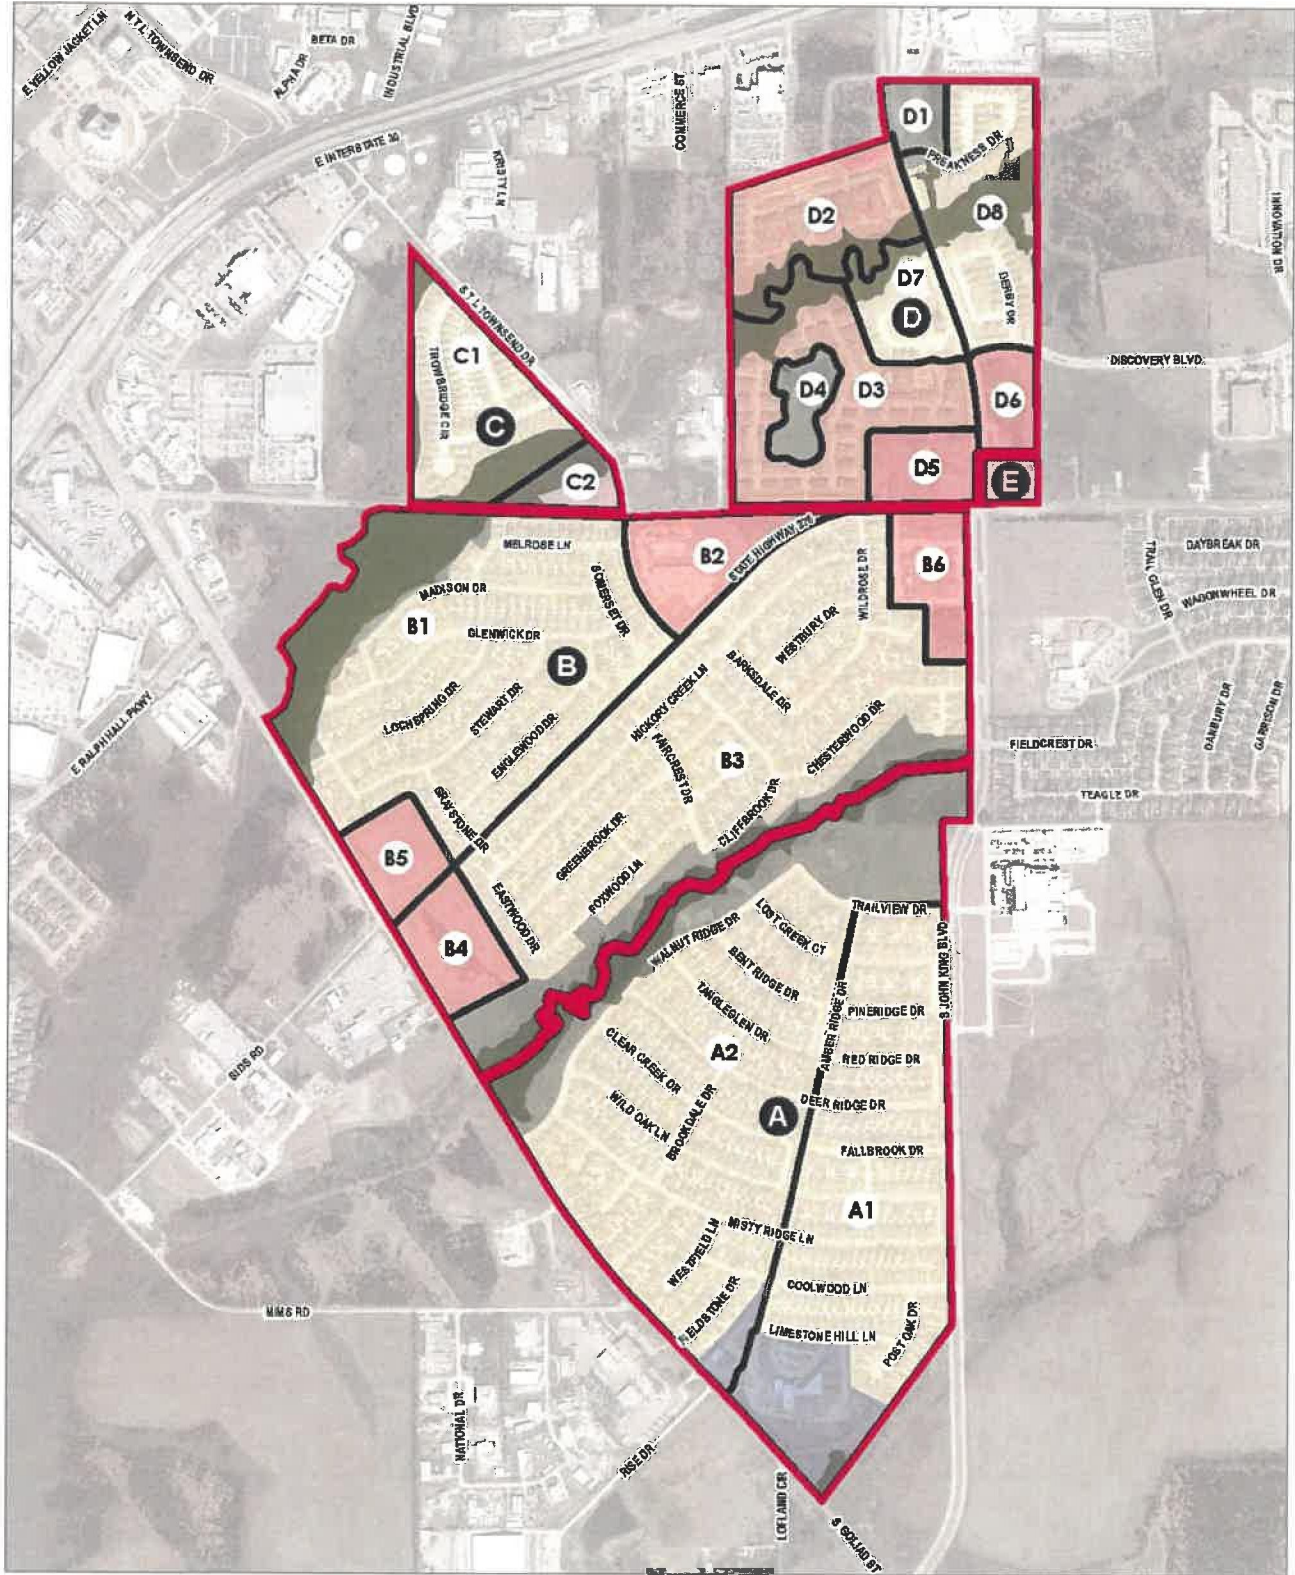 E YELLOW JACKET LN
N T L TOWNSEND DR
BETA DR
ALPHA DR
INDUSTRIAL BLVD
E INTERSTATE 30
KRISTY LN
COMMERCE ST
D1
PREAKNESS DR
D2
D8
INNOVATION DR
D7
D
DERBY DR
S T L TOWNSEND DR
C1
TROWBRIDGE CIR
DISCOVERY BLVD
D4
D3
D6
C
D5
C2
E
MELROSE LN
STATE HIGHWAY 276
B2
B6
WILDROSE DR
DAYBREAK DR
TRAIL GLEN DR
WAGONWHEEL DR
MADISON DR
SOMERSET DR
B1
GLENWICK DR
B
WESTBURY DR
BARKSDALE DR
HICKORY CREEK LN
LOCHSPRING DR
STEWART DR
ENGLEWOOD DR
E RALPH HALL PKWY
DANBURY DR
GARRISON DR
FAIRCREST DR
B3
CHESTERWOOD DR
FIELDCREST DR
TEAGLE DR
GRAYSTONE DR
CLIFFBROOK DR
GREENBROOK DR
B5
FOXWOOD LN
EASTWOOD DR
B4
WALNUT RIDGE DR
LOST CREEK CT
TRAILVIEW DR
S JOHN KING BLVD
BENT RIDGE DR
TANGLEGLEN DR
AMBER RIDGE DR
PINERIDGE DR
SIDS RD
CLEAR CREEK DR
A2
RED RIDGE DR
WILD OAK LN
BROOKDALE DR
A
DEER RIDGE DR
FALLBROOK DR
A1
WESTFIELD LN
MISTY RIDGE LN
COOLWOOD LN
MIMS RD
FIELDSTONE DR
LIMESTONE HILL LN
POST OAK DR
NATIONAL DR
RISE DR
LOFLAND CIR
S GOLIAD ST